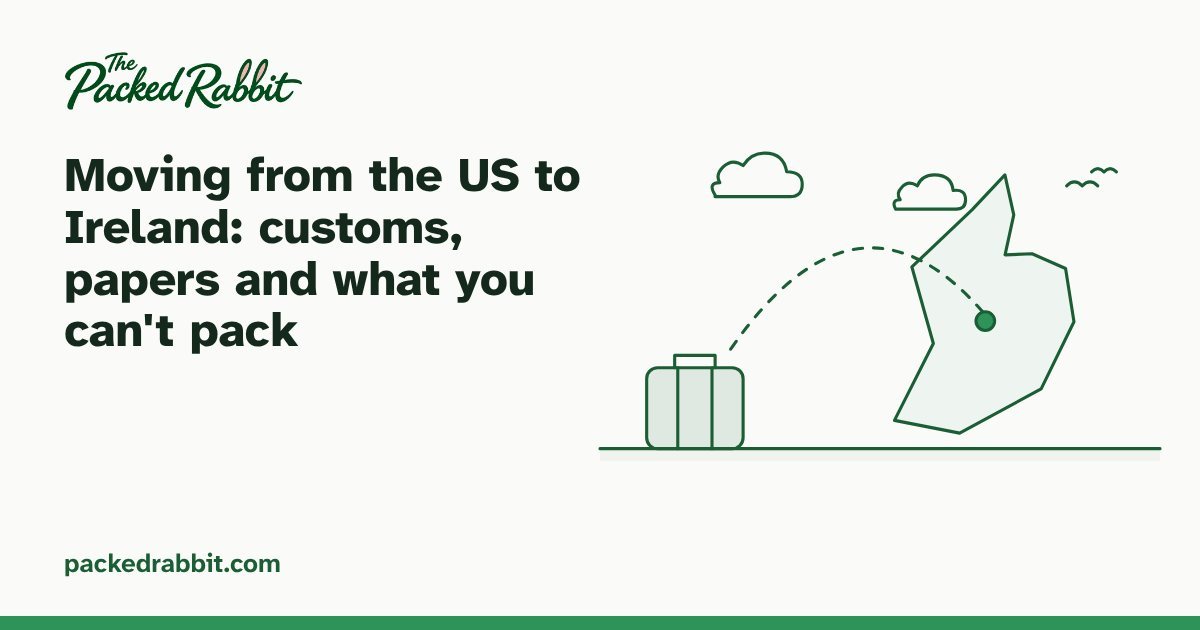 The
Packed Rabbit
Moving from the US to
Ireland: customs,
papers and what you
can't pack
packedrabbit.com